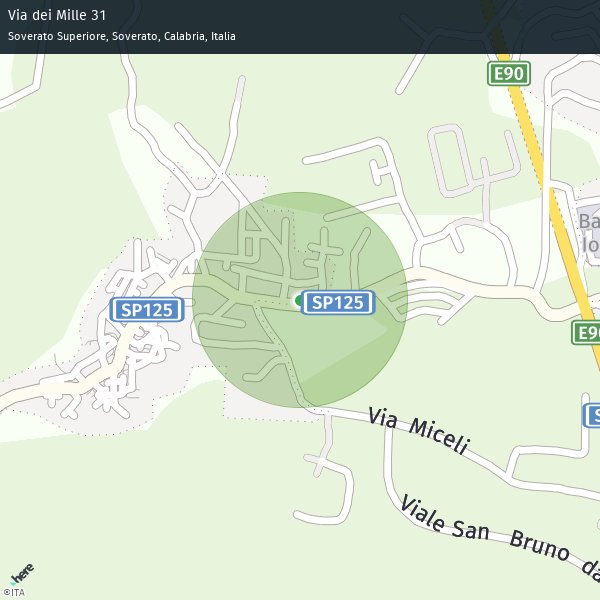 Via dei Mille 31
Soverato Superiore, Soverato, Calabria, Italia
E90
Ba
Io
SP125
SP125
E90
S
Via Miceli
Viale San Bruno da
here
©ITA